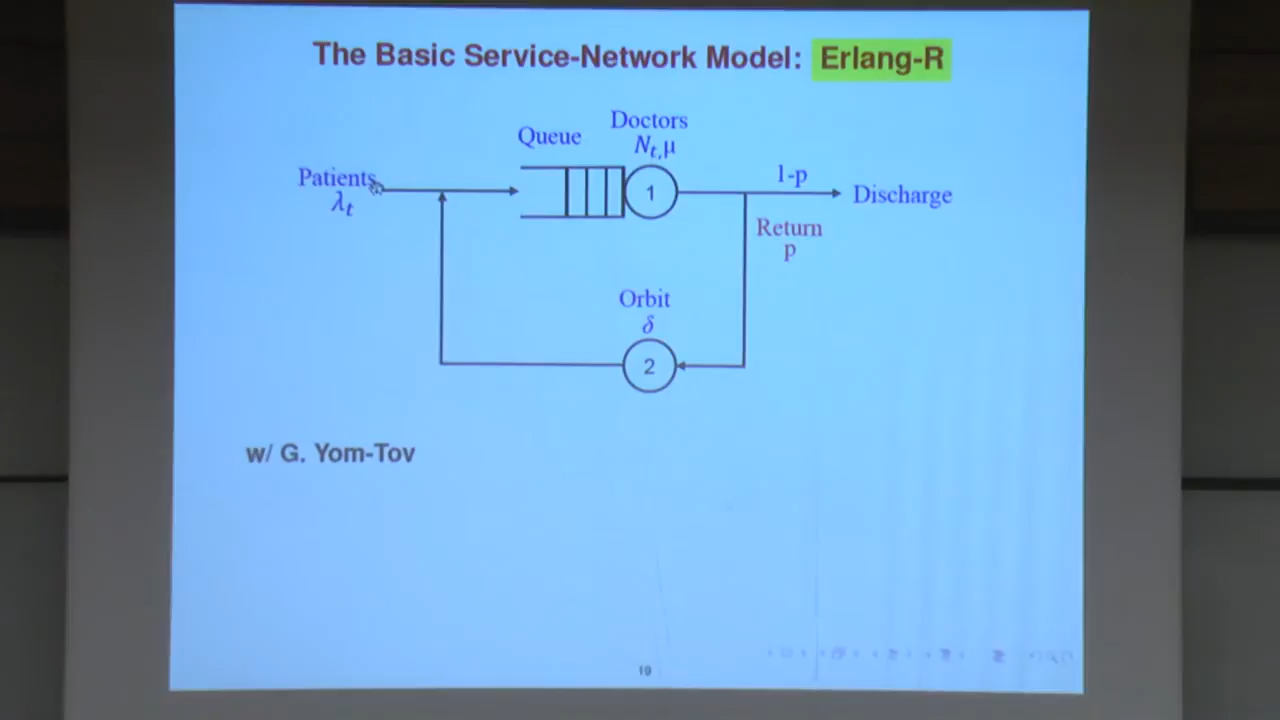 The Basic Service-Network Model: Erlang-R
Doctors
Queue
N_t, μ
Patients
λ_t
1
1-p
Discharge
Return
p
Orbit
δ
2
w/ G. Yom-Tov
19